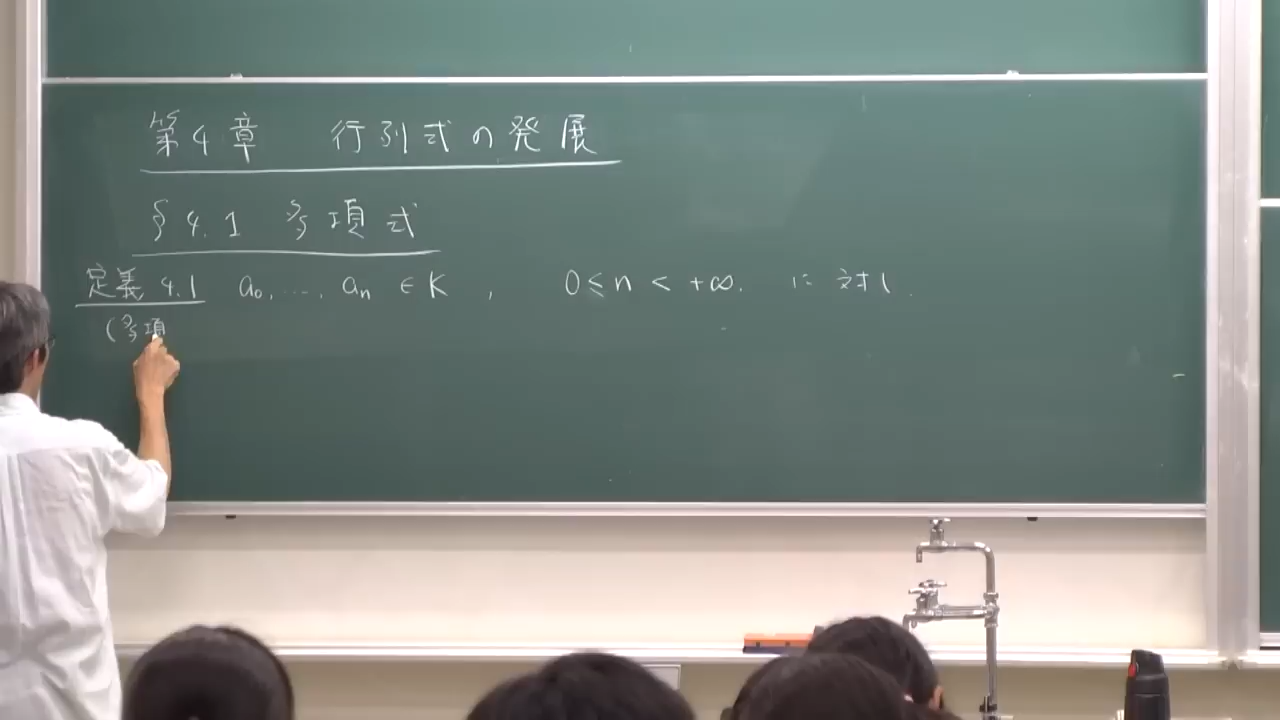 第4章 行列式の発展
§4.1 多項式
定義 4.1 a₀, ⋯, aₙ ∈ K , 0 ≤ n < +∞. に対し.
(多項